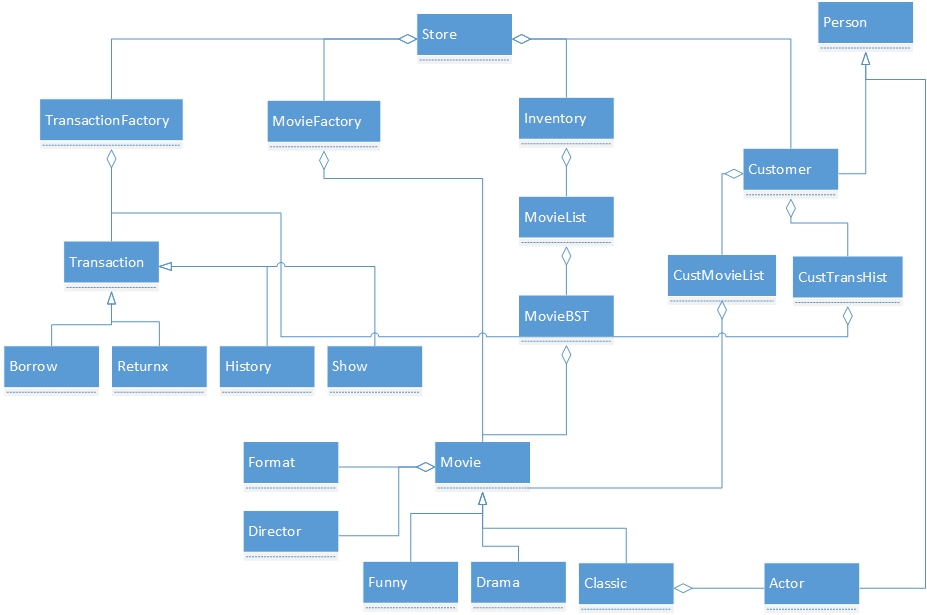 Person
Store
TransactionFactory
MovieFactory
Inventory
Customer
MovieList
Transaction
CustMovieList
CustTransHist
MovieBST
Borrow
Returnx
History
Show
Format
Movie
Director
Funny
Drama
Classic
Actor